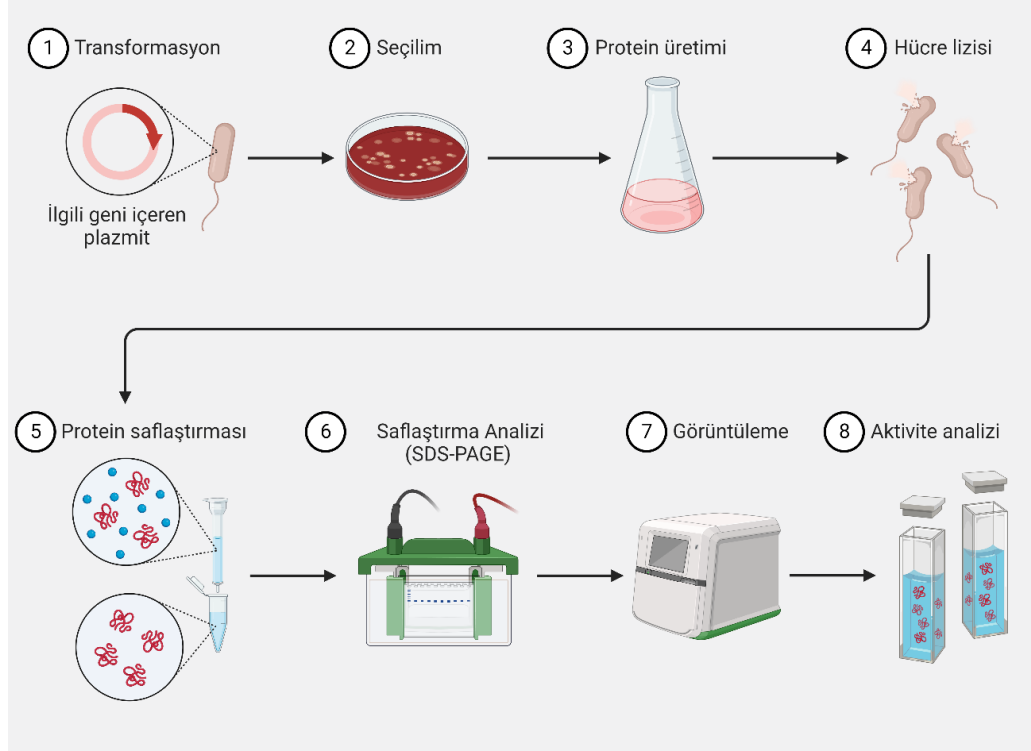 1 Transformasyon
2 Seçilim
3 Protein üretimi
4 Hücre lizisi
İlgili geni içeren
plazmit
5 Protein saflaştırması
6 Saflaştırma Analizi
(SDS-PAGE)
7 Görüntüleme
8 Aktivite analizi